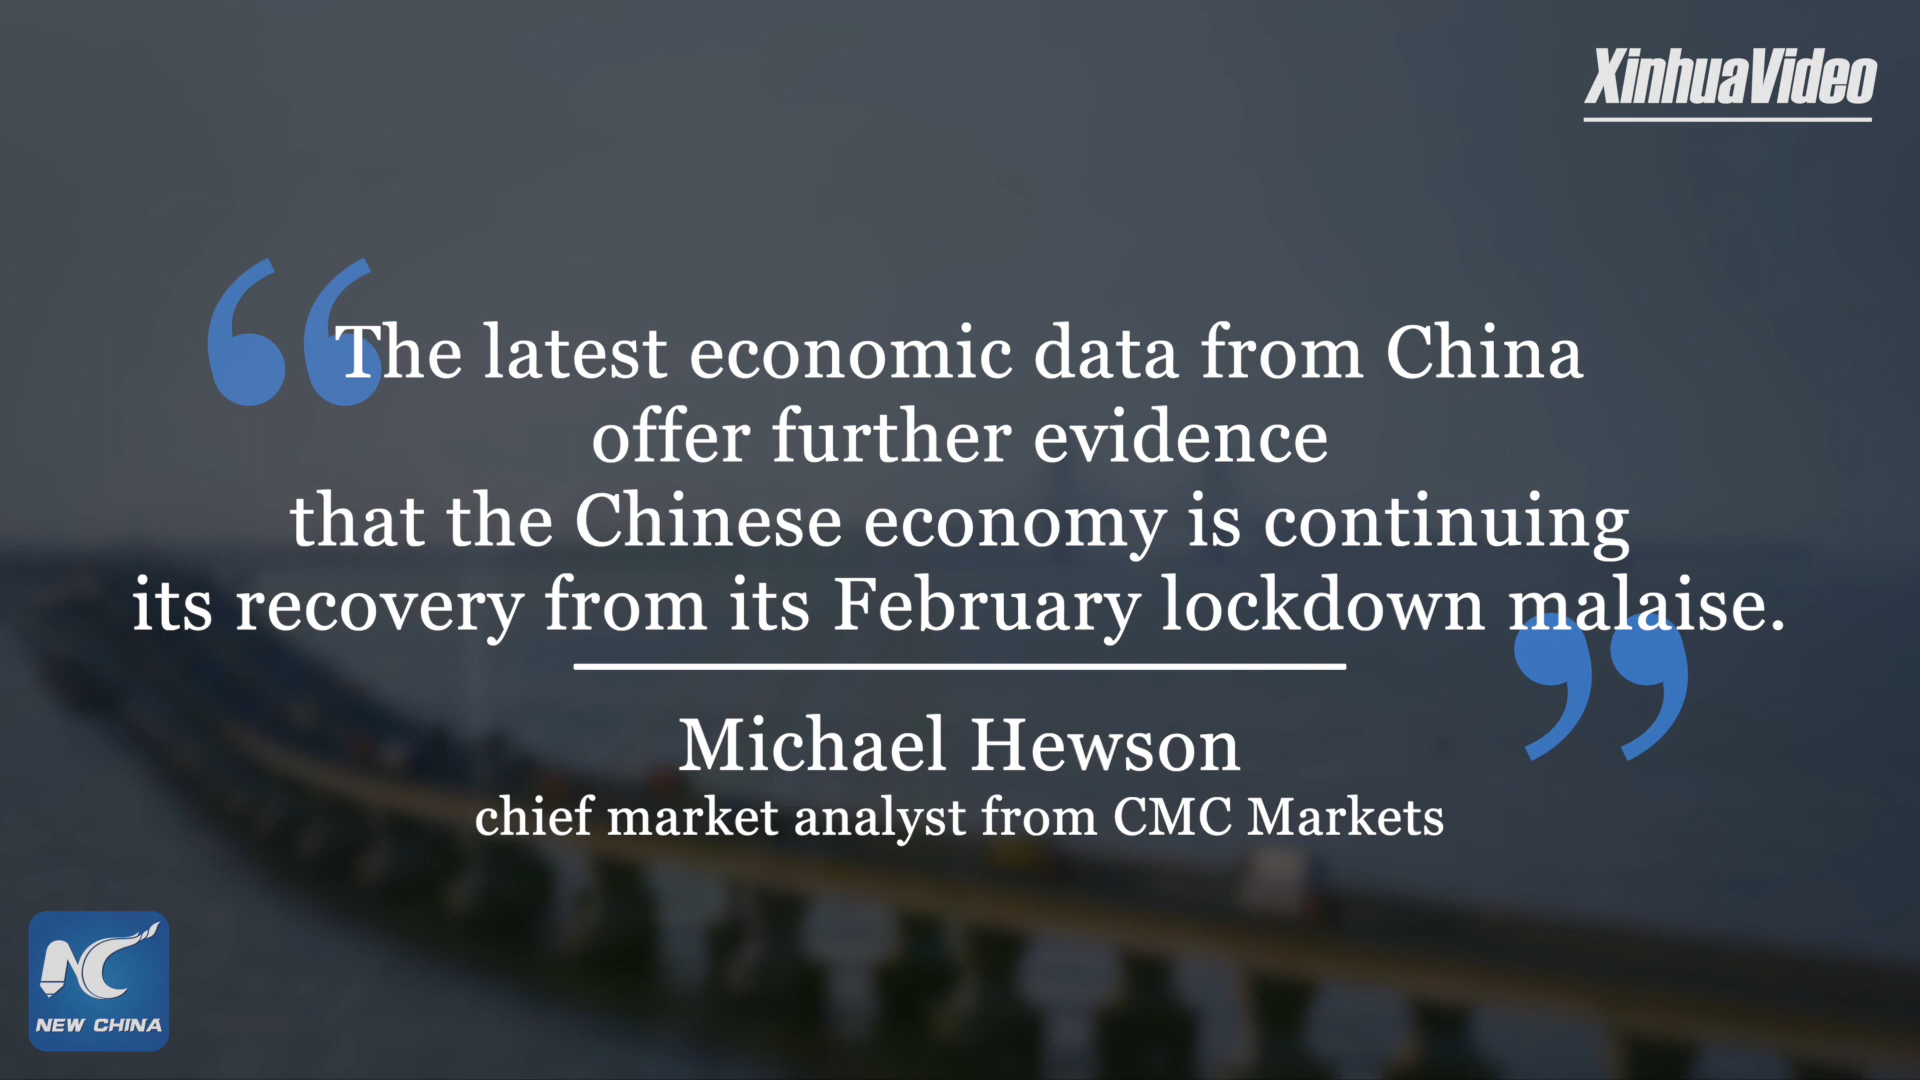 XinhuaVideo
The latest economic data from China
offer further evidence
that the Chinese economy is continuing
its recovery from its February lockdown malaise.
Michael Hewson
chief market analyst from CMC Markets
NC
NEW CHINA